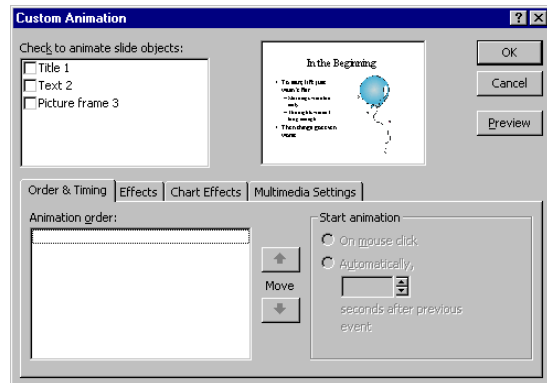 Custom Animation
Check to animate slide objects:
Title 1
Text 2
Picture frame 3
In the Beginning
OK
Cancel
Preview
Order & Timing
Effects
Chart Effects
Multimedia Settings
Animation order:
Move
Start animation
On mouse click
Automatically,
seconds after previous
event